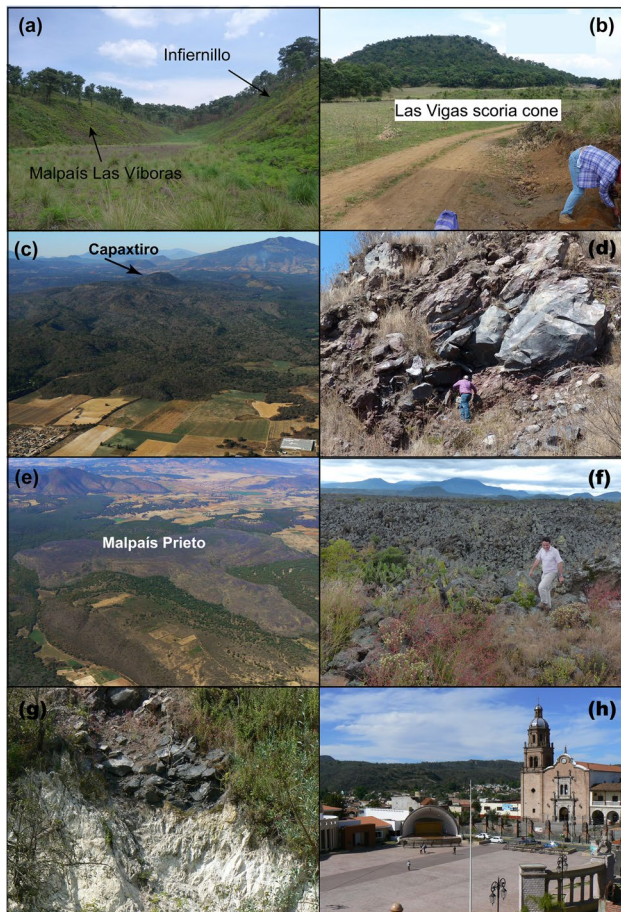 (a)
Infiernillo
Malpaís Las Víboras
(b)
Las Vigas scoria cone
(c)
Capaxtiro
(d)
(e)
Malpaís Prieto
(f)
(g)
(h)